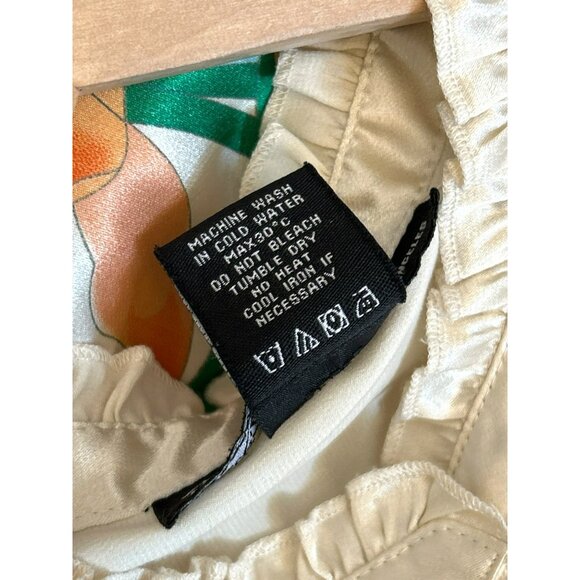 MACHINE WASH
IN COLD WATER
MAX30°C
DO NOT BLEACH
TUMBLE DRY
NO HEAT
COOL IRON IF
NECESSARY